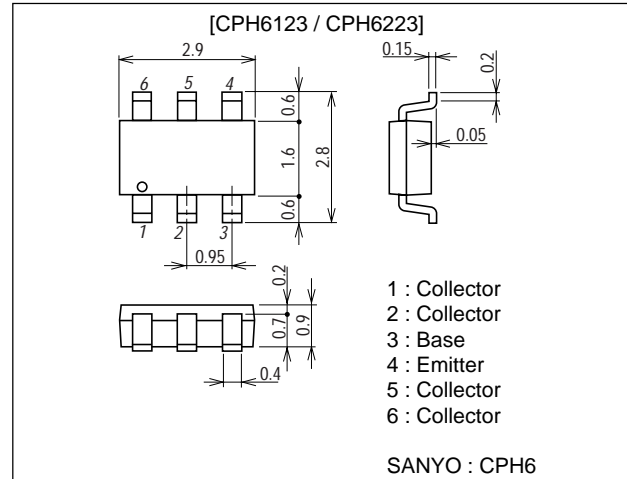 [CPH6123 / CPH6223]
2.9
0.15
0.2
6 5 4
0.6
1.6
2.8
0.05
0.6
1 2 3
0.95
0.2
0.7
0.9
0.4
1 : Collector
2 : Collector
3 : Base
4 : Emitter
5 : Collector
6 : Collector
SANYO : CPH6